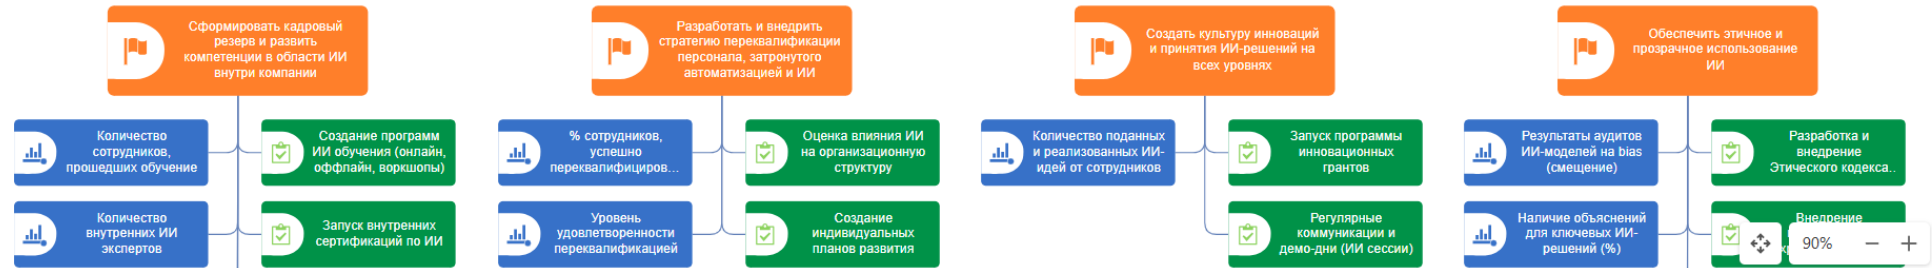 Сформировать кадровый
резерв и развить
компетенции в области ИИ
внутри компании
Количество
сотрудников,
прошедших обучение
Создание программ
ИИ обучения (онлайн,
оффлайн, воркшопы)
Количество
внутренних ИИ
экспертов
Запуск внутренних
сертификаций по ИИ
Разработать и внедрить
стратегию переквалификации
персонала, затронутого
автоматизацией и ИИ
% сотрудников,
успешно
переквалифициров...
Оценка влияния ИИ
на организационную
структуру
Уровень
удовлетворенности
переквалификацией
Создание
индивидуальных
планов развития
Создать культуру инноваций
и принятия ИИ-решений на
всех уровнях
Количество поданных
и реализованных ИИ-
идей от сотрудников
Запуск программы
инновационных
грантов
Регулярные
коммуникации и
демо-дни (ИИ сессии)
Обеспечить этичное и
прозрачное использование
ИИ
Результаты аудитов
ИИ-моделей на bias
(смещение)
Разработка и
внедрение
Этического кодекса..
Наличие объяснений
для ключевых ИИ-
решений (%)
Внедрение
90%